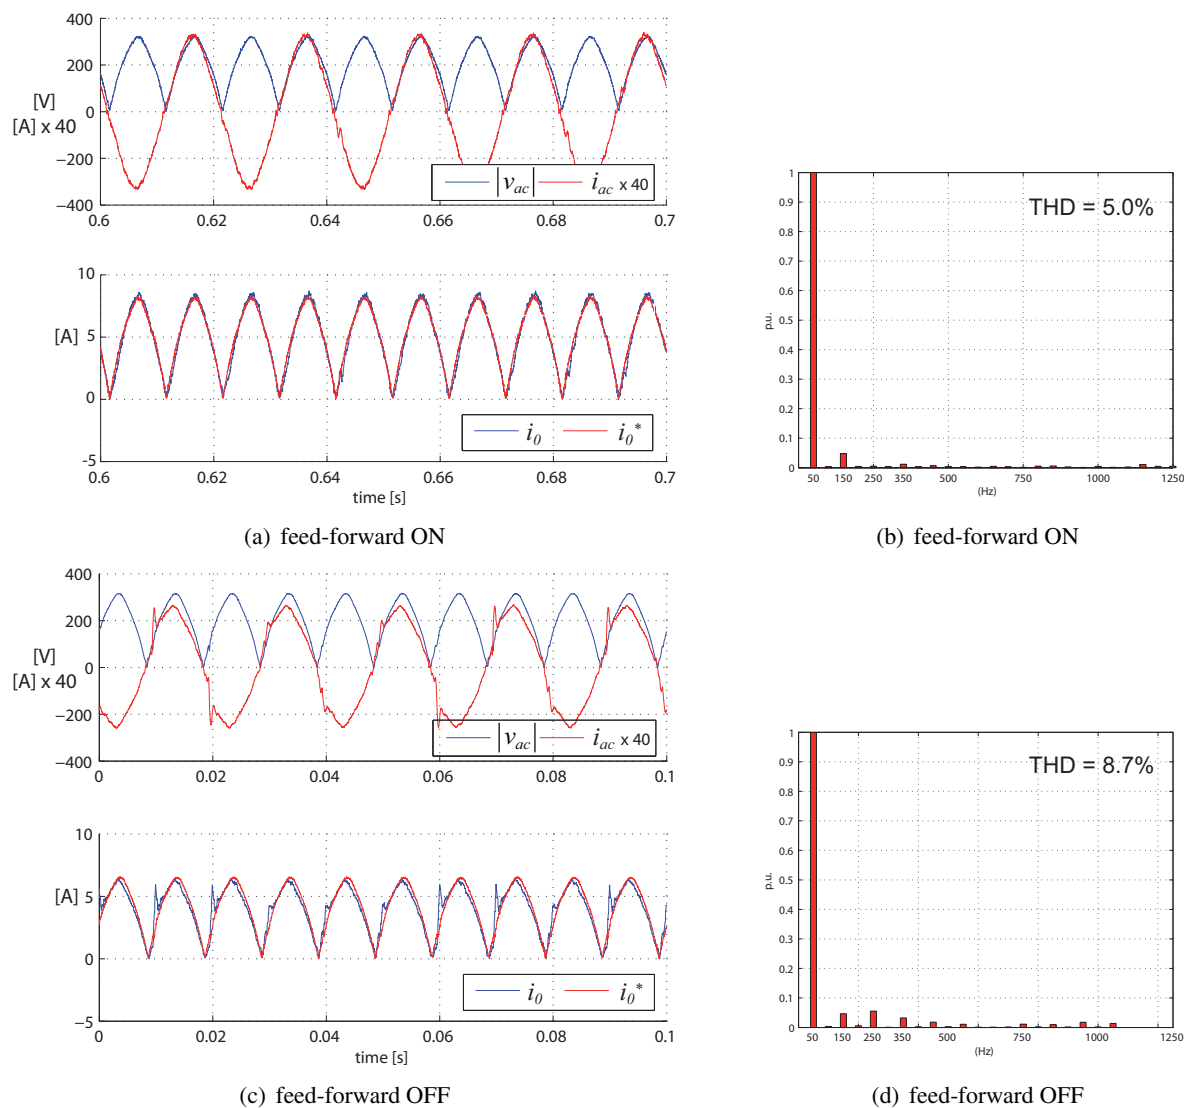 400
200
[V]
0
[A] x 40
−200
−400
|v_ac| i_ac x 40
0.6 0.62 0.64 0.66 0.68 0.7
10
[A]
5
0
i_0 i_0*
-5
0.6 0.62 0.64 0.66 0.68 0.7
time [s]
(a) feed-forward ON
1
THD = 5.0%
0.9
0.8
0.7
0.6
p.u.
0.5
0.4
0.3
0.2
0.1
0
50 150 250 350 450 750 1000 1250
(Hz)
(b) feed-forward ON
400
200
[V]
0
[A] x 40
−200
−400
|v_ac| i_ac x 40
0 0.02 0.04 0.06 0.08 0.1
10
[A]
5
0
i_0 i_0*
−5
0 0.02 0.04 0.06 0.08 0.1
time [s]
(c) feed-forward OFF
1
THD = 8.7%
0.9
0.8
0.7
0.6
p.u.
0.5
0.4
0.3
0.2
0.1
0
50 150 250 350 450 750 1050 1250
(Hz)
(d) feed-forward OFF